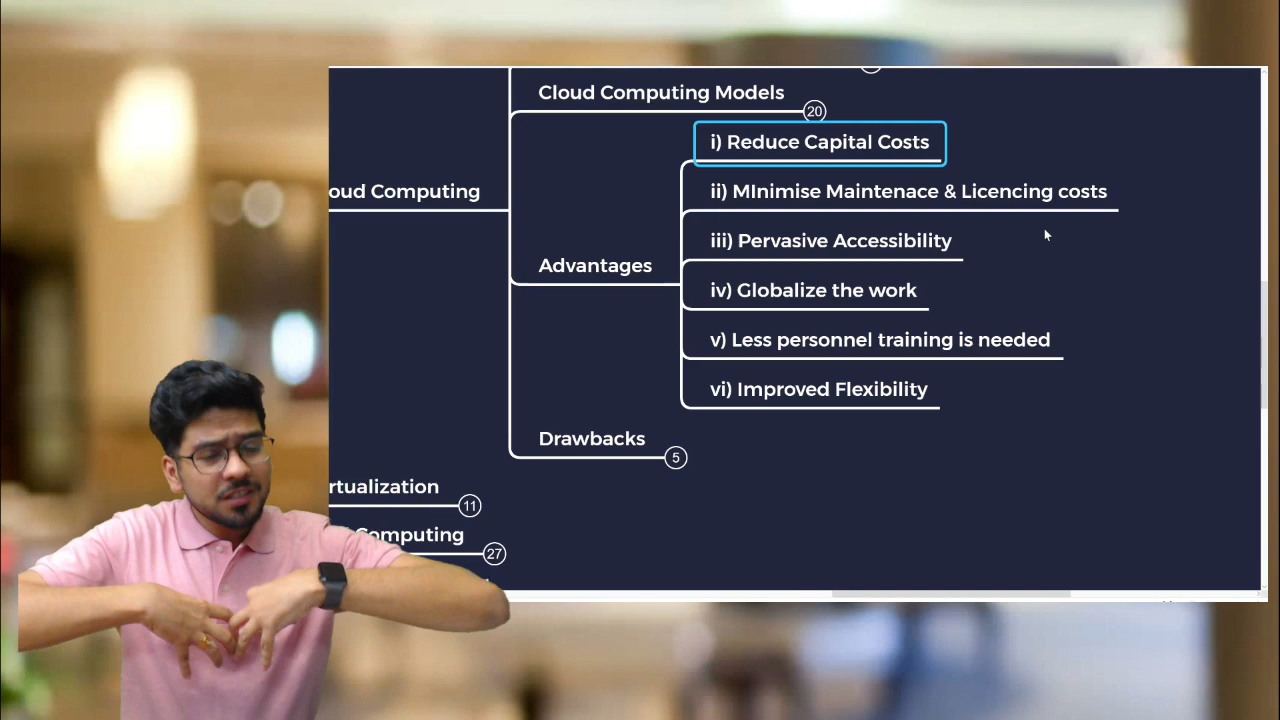 Cloud Computing Models
20
i) Reduce Capital Costs
oud Computing
ii) MInimise Maintenace & Licencing costs
iii) Pervasive Accessibility
Advantages
iv) Globalize the work
v) Less personnel training is needed
vi) Improved Flexibility
Drawbacks
5
rtualization
11
Computing
27